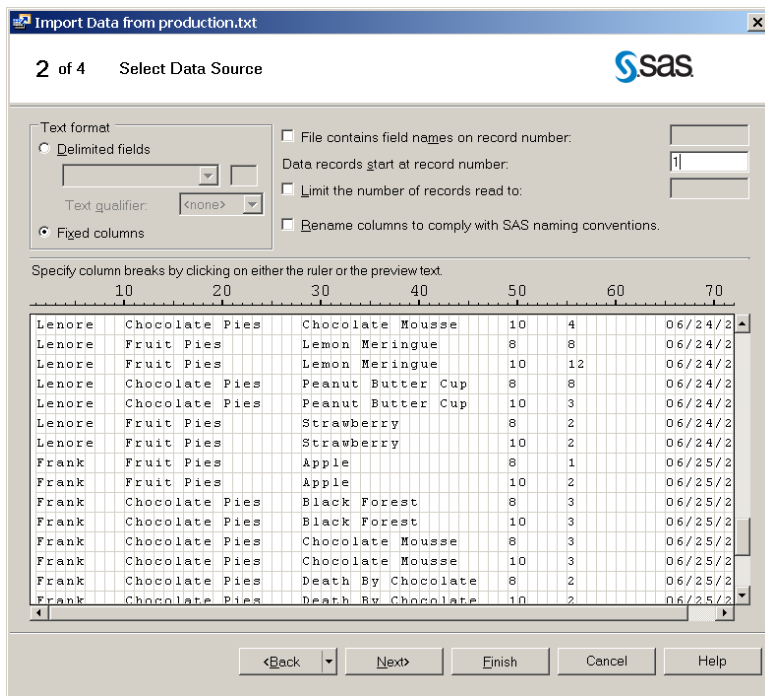 Import Data from production.txt
2 of 4 Select Data Source
sas
Text format
Delimited fields
Text qualifier: <none>
Fixed columns
File contains field names on record number:
Data records start at record number: 1
Limit the number of records read to:
Rename columns to comply with SAS naming conventions.
Specify column breaks by clicking on either the ruler or the preview text.
10 20 30 40 50 60 70
Lenore Chocolate Pies Chocolate Mousse 10 4 06/24/2
Lenore Fruit Pies Lemon Meringue 8 8 06/24/2
Lenore Fruit Pies Lemon Meringue 10 12 06/24/2
Lenore Chocolate Pies Peanut Butter Cup 8 8 06/24/2
Lenore Chocolate Pies Peanut Butter Cup 10 3 06/24/2
Lenore Fruit Pies Strawberry 8 2 06/24/2
Lenore Fruit Pies Strawberry 10 2 06/24/2
Frank Fruit Pies Apple 8 1 06/25/2
Frank Fruit Pies Apple 10 2 06/25/2
Frank Chocolate Pies Black Forest 8 3 06/25/2
Frank Chocolate Pies Black Forest 10 3 06/25/2
Frank Chocolate Pies Chocolate Mousse 8 3 06/25/2
Frank Chocolate Pies Chocolate Mousse 10 3 06/25/2
Frank Chocolate Pies Death By Chocolate 8 2 06/25/2
Frank Chocolate Pies Death By Chocolate 10 2 06/25/2
<Back Next> Finish Cancel Help